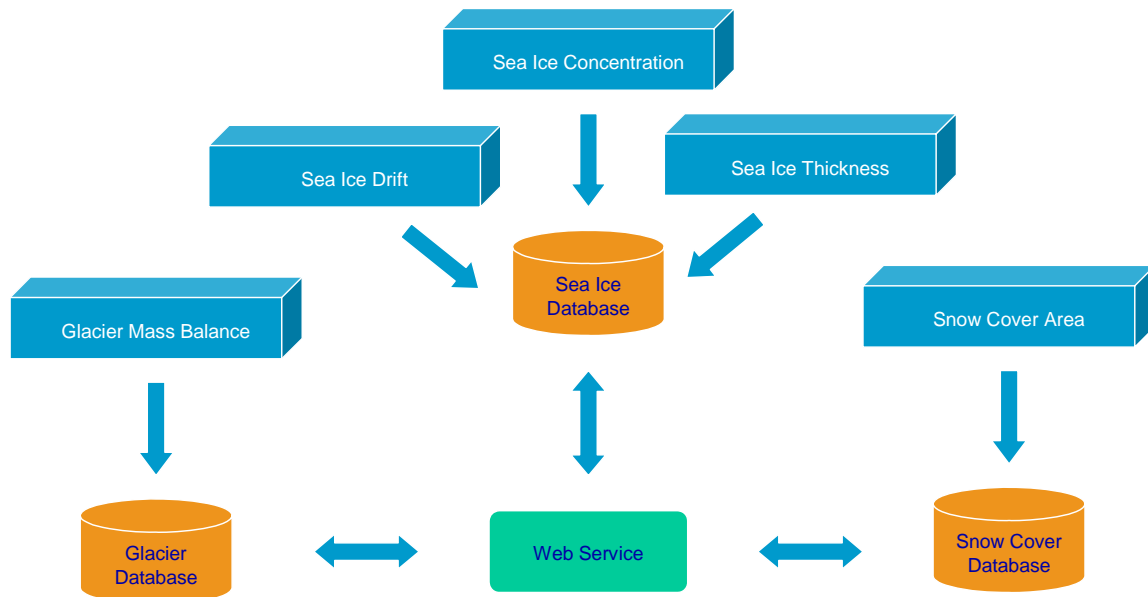 Sea Ice Concentration
Sea Ice Drift
Sea Ice Thickness
Sea Ice
Database
Glacier Mass Balance
Snow Cover Area
Glacier
Database
Web Service
Snow Cover
Database